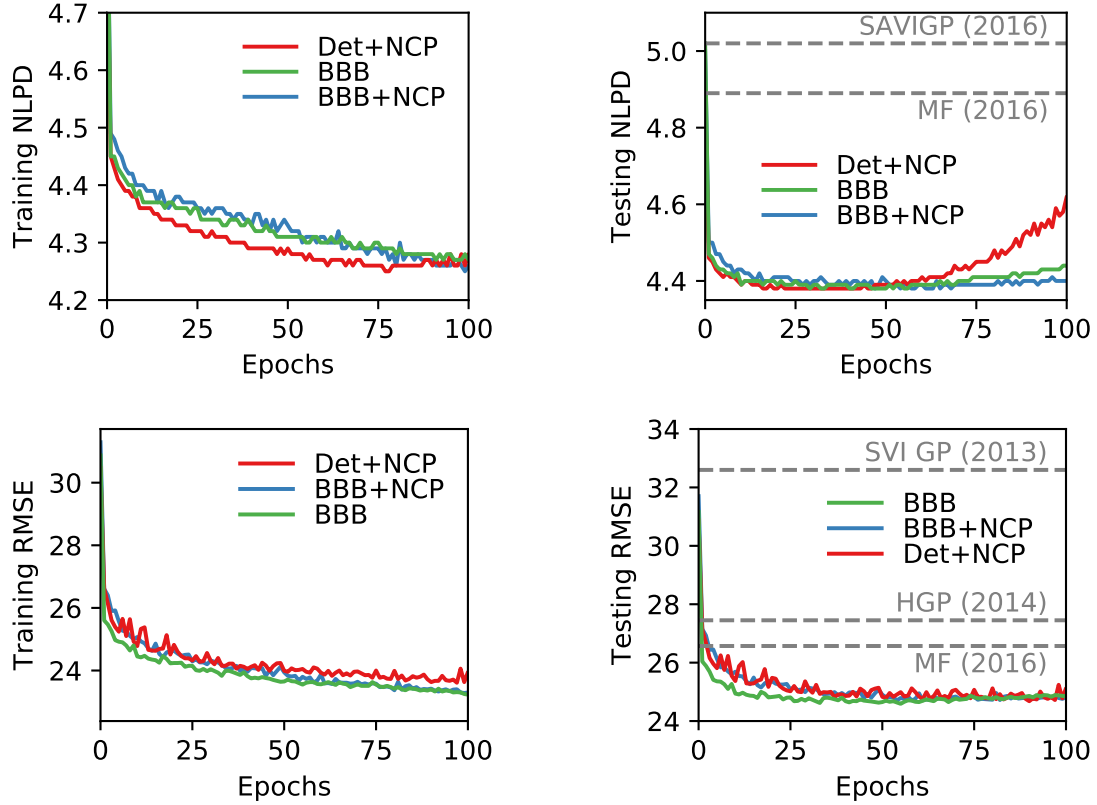 4.7
4.6
4.5
4.4
4.3
4.2
Training NLPD
Det+NCP
BBB
BBB+NCP
0
25
50
75
100
Epochs
5.0
4.8
4.6
4.4
Testing NLPD
SAVIGP (2016)
MF (2016)
Det+NCP
BBB
BBB+NCP
0
25
50
75
100
Epochs
30
28
26
24
Training RMSE
Det+NCP
BBB+NCP
BBB
0
25
50
75
100
Epochs
34
32
30
28
26
24
Testing RMSE
SVI GP (2013)
BBB
BBB+NCP
Det+NCP
HGP (2014)
MF (2016)
0
25
50
75
100
Epochs